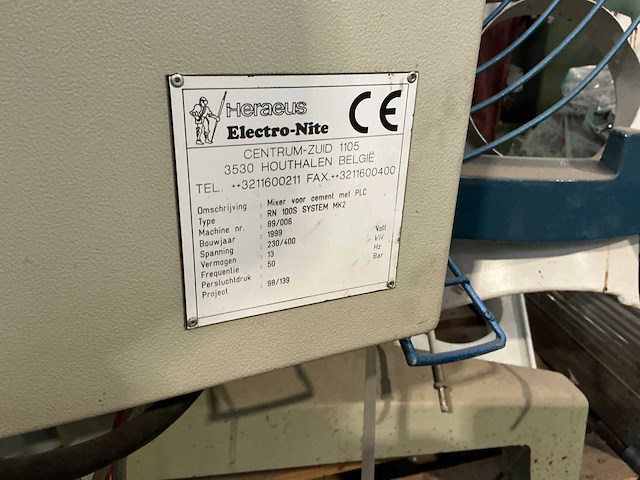 Heraeus
Electro-Nite CE
CENTRUM-ZUID 1105
3530 HOUTHALEN BELGIË
TEL. ++3211600211 FAX.++3211600400
Omschrijving : Mixer voor cement met PLC
Type : RN 100S SYSTEM MK2
Machine nr. : 89/006
Bouwjaar : 1999
Spanning : 230/400 Volt
Vermogen : 13 kW
Frequentie : 50 Hz
Persluchtdruk : Bar
Project : 98/139